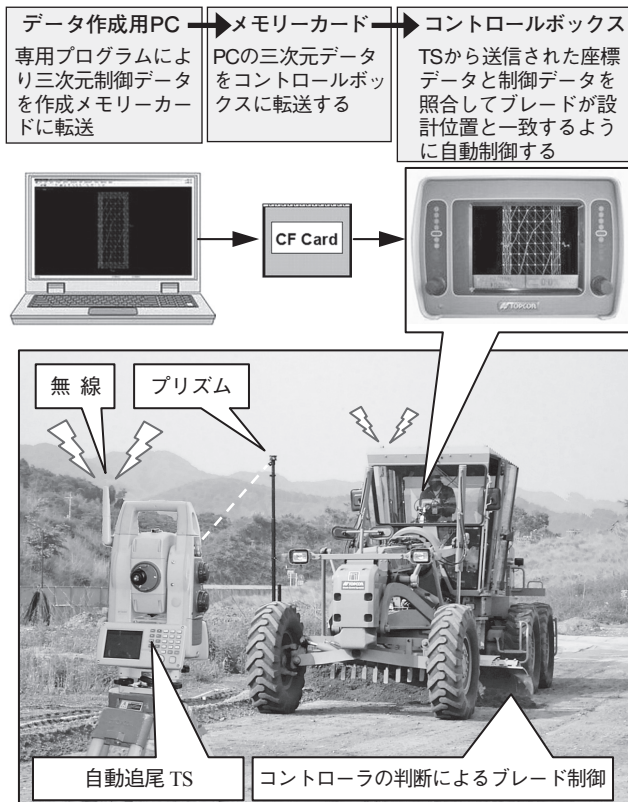 データ作成用PC
メモリーカード
コントロールボックス
専用プログラムによ
り三次元制御データ
を作成メモリーカー
ドに転送
PCの三次元データ
をコントロールボッ
クスに転送する
TSから送信された座標
データと制御データを
照合してブレードが設
計位置と一致するよう
に自動制御する
CF Card
TOPCON
無線
プリズム
自動追尾 TS
コントローラの判断によるブレード制御